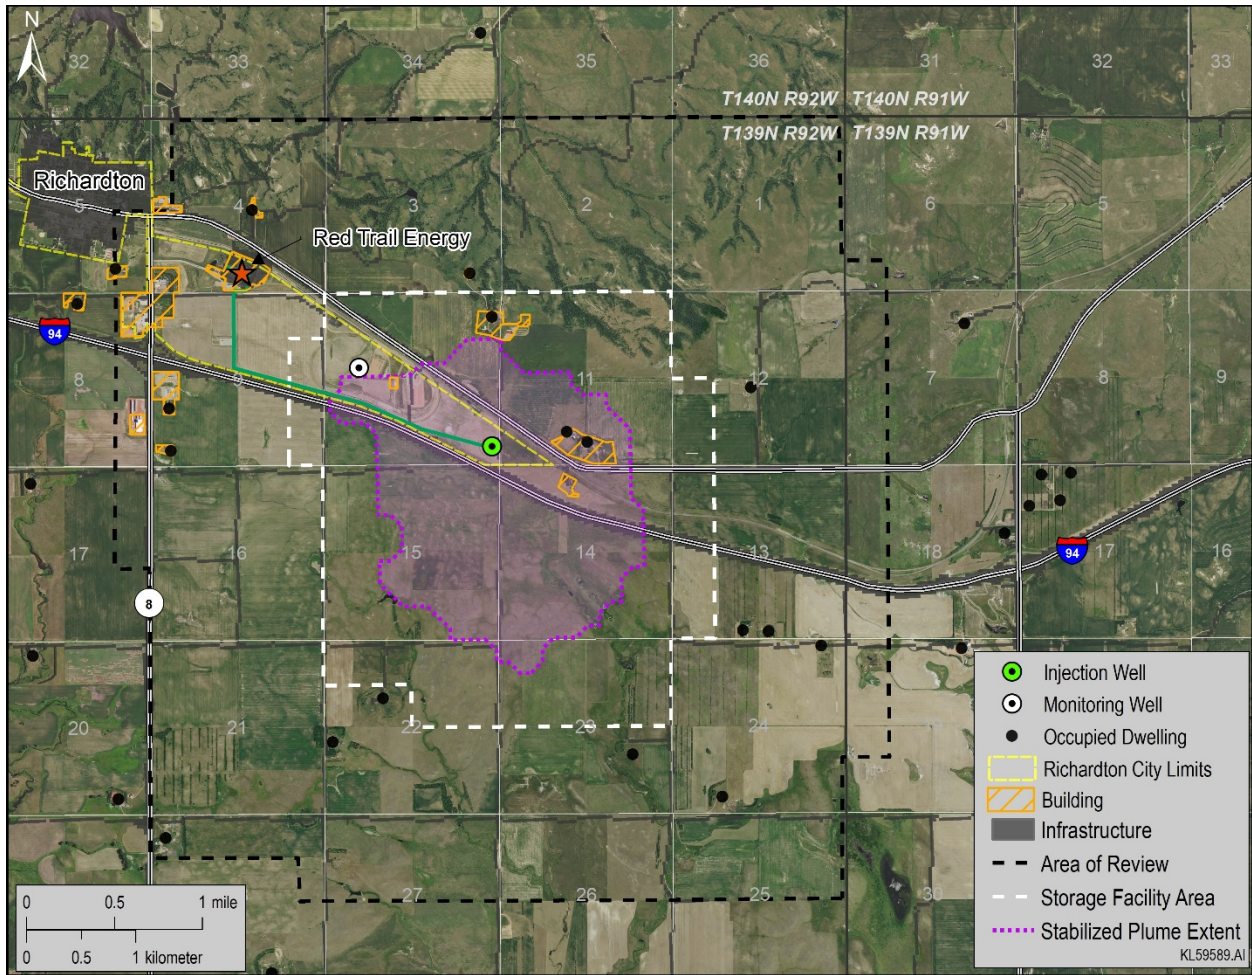 N
32
33
34
35
36
31
32
33
T140N R92W
T140N R91W
T139N R92W
T139N R91W
Richardton
5
4
3
2
1
6
5
4
Red Trail Energy
94
8
9
11
12
7
8
9
17
16
15
14
13
18
94
17
16
8
20
21
22
23
24
27
26
25
30
Injection Well
Monitoring Well
Occupied Dwelling
Richardton City Limits
Building
Infrastructure
Area of Review
Storage Facility Area
Stabilized Plume Extent
KL59589.AI
0 0.5 1 mile
0 0.5 1 kilometer